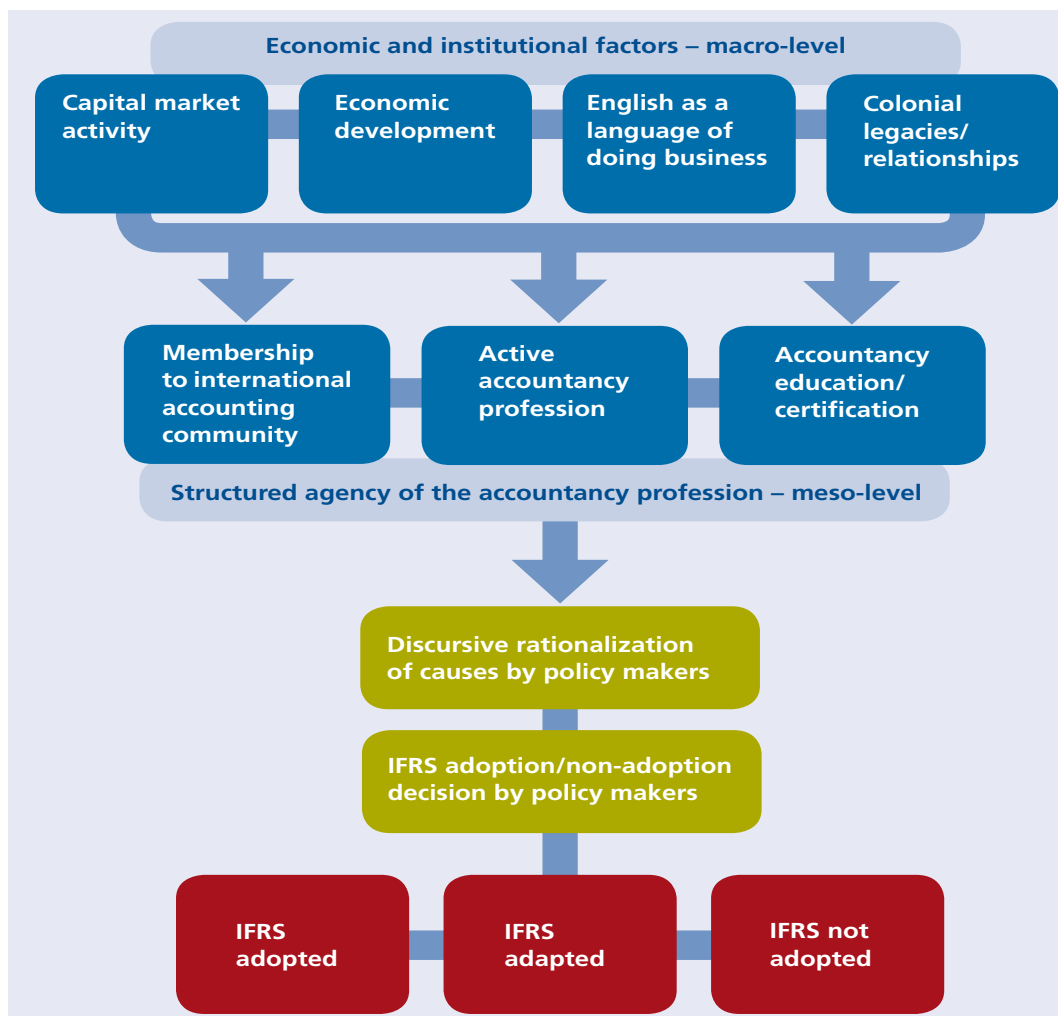 Economic and institutional factors – macro-level
Capital market
activity
Economic
development
English as a
language of
doing business
Colonial
legacies/
relationships
Membership
to international
accounting
community
Active
accountancy
profession
Accountancy
education/
certification
Structured agency of the accountancy profession – meso-level
Discursive rationalization
of causes by policy makers
IFRS adoption/non-adoption
decision by policy makers
IFRS
adopted
IFRS
adapted
IFRS not
adopted